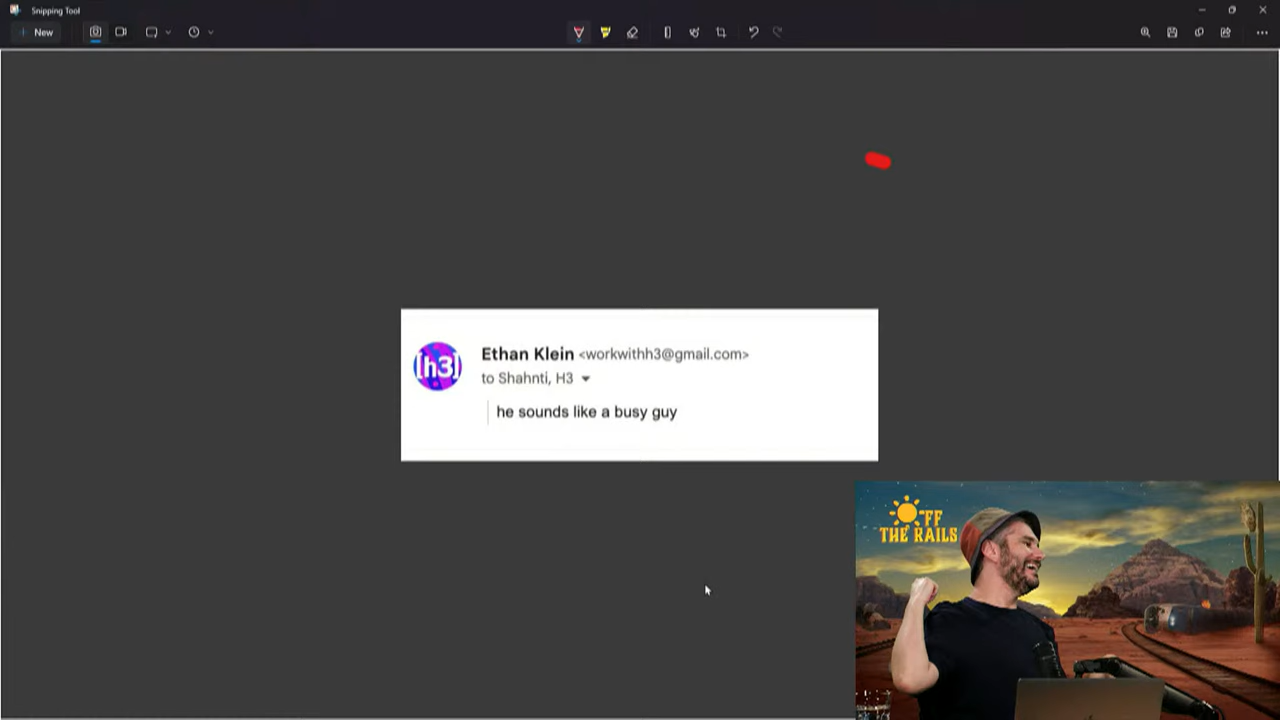 Snipping Tool
New
[h3]
Ethan Klein <workwithh3@gmail.com>
to Shahnti, H3
he sounds like a busy guy
OFF
THE RAILS